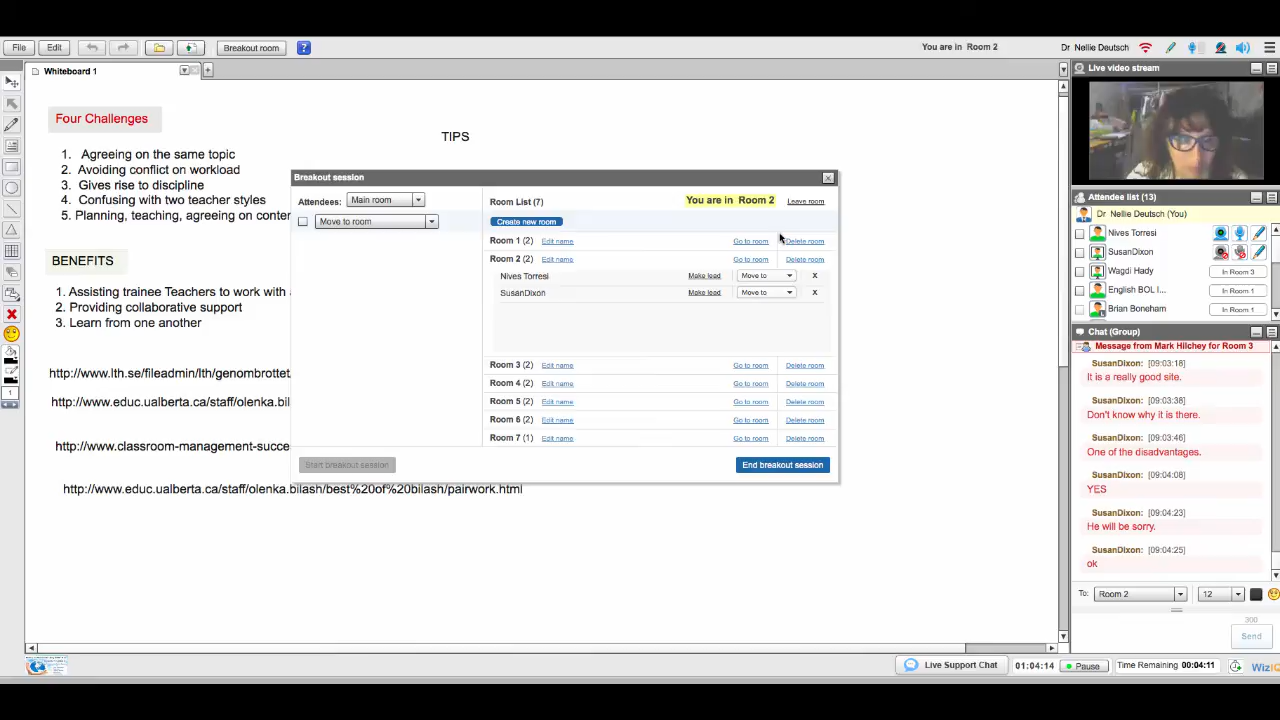 File
Edit
Breakout room
?
You are in Room 2
Dr Nellie Deutsch
Whiteboard 1
+
Live video stream
Four Challenges
TIPS
1. Agreeing on the same topic
2. Avoiding conflict on workload
3. Gives rise to discipline
4. Confusing with two teacher styles
5. Planning, teaching, agreeing on conten
BENEFITS
1. Assisting trainee Teachers to work with
2. Providing collaborative support
3. Learn from one another
http://www.lth.se/fileadmin/lth/genombrottet
http://www.educ.ualberta.ca/staff/olenka.bil
http://www.classroom-management-succe
http://www.educ.ualberta.ca/staff/olenka.bilash/best%20of%20bilash/pairwork.html
Breakout session
Attendees: Main room
Move to room
Room List (7)
You are in Room 2
Leave room
Create new room
Room 1 (2) Edit name Go to room Delete room
Room 2 (2) Edit name Go to room Delete room
Nives Torresi Make lead Move to X
SusanDixon Make lead Move to X
Room 3 (2) Edit name Go to room Delete room
Room 4 (2) Edit name Go to room Delete room
Room 5 (2) Edit name Go to room Delete room
Room 6 (2) Edit name Go to room Delete room
Room 7 (1) Edit name Go to room Delete room
Start breakout session
End breakout session
Attendee list (13)
Dr Nellie Deutsch (You)
Nives Torresi
SusanDixon
Wagdi Hady In Room 3
English BOL I... In Room 1
Brian Boneham In Room 1
Chat (Group)
Message from Mark Hilchey for Room 3
SusanDixon: [09:03:18]
It is a really good site.
SusanDixon: [09:03:38]
Don't know why it is there.
SusanDixon: [09:03:46]
One of the disadvantages.
SusanDixon: [09:04:08]
YES
SusanDixon: [09:04:23]
He will be sorry.
SusanDixon: [09:04:25]
ok
To: Room 2 12
300
Send
1
Live Support Chat
01:04:14
Pause
Time Remaining 00:04:11
WizIQ